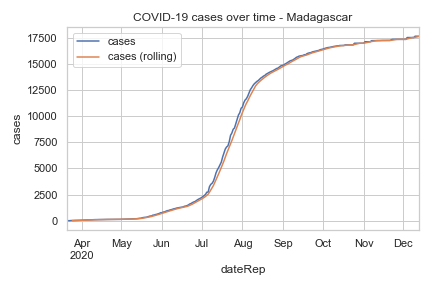 COVID-19 cases over time - Madagascar
cases
cases (rolling)
17500
15000
12500
10000
7500
5000
2500
0
cases
Apr May Jun Jul Aug Sep Oct Nov Dec
2020
dateRep